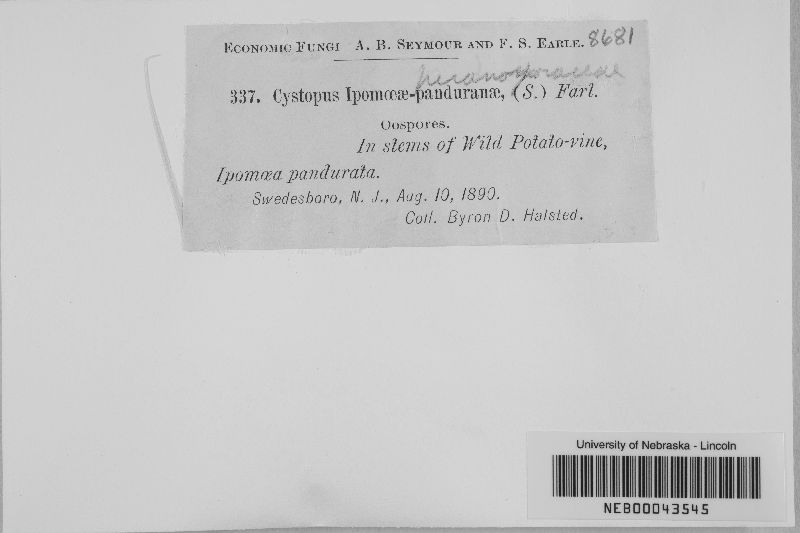 ECONOMIC FUNGI A. B. SEYMOUR AND F. S. EARLE. 8681
peranosporaceae
337. Cystopus Ipomœæ-panduranæ, (S.) Farl.
Oospores.
In stems of Wild Potato-vine,
Ipomœa pandurata.
Swedesboro, N. J., Aug. 10, 1890.
Coll. Byron D. Halsted.
University of Nebraska - Lincoln
NEB00043545